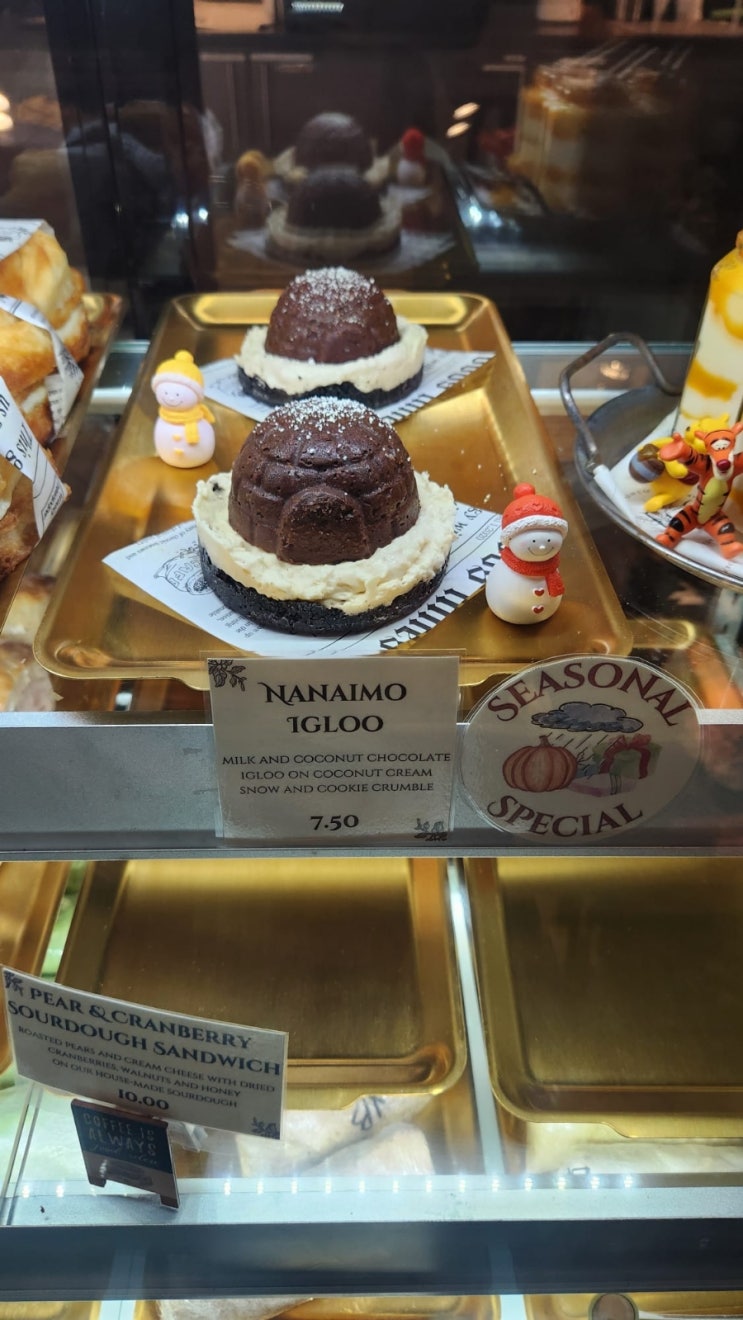 NANAIMO
IGLOO
MILK AND COCONUT CHOCOLATE
IGLOO ON COCONUT CREAM
SNOW AND COOKIE CRUMBLE
7.50
SEASONAL
SPECIAL
PEAR & CRANBERRY
SOURDOUGH SANDWICH
ROASTED PEARS AND CREAM CHEESE WITH DRIED
CRANBERRIES, WALNUTS AND HONEY
ON OUR HOUSE-MADE SOURDOUGH
10.00
COFFEE IS
ALWAYS